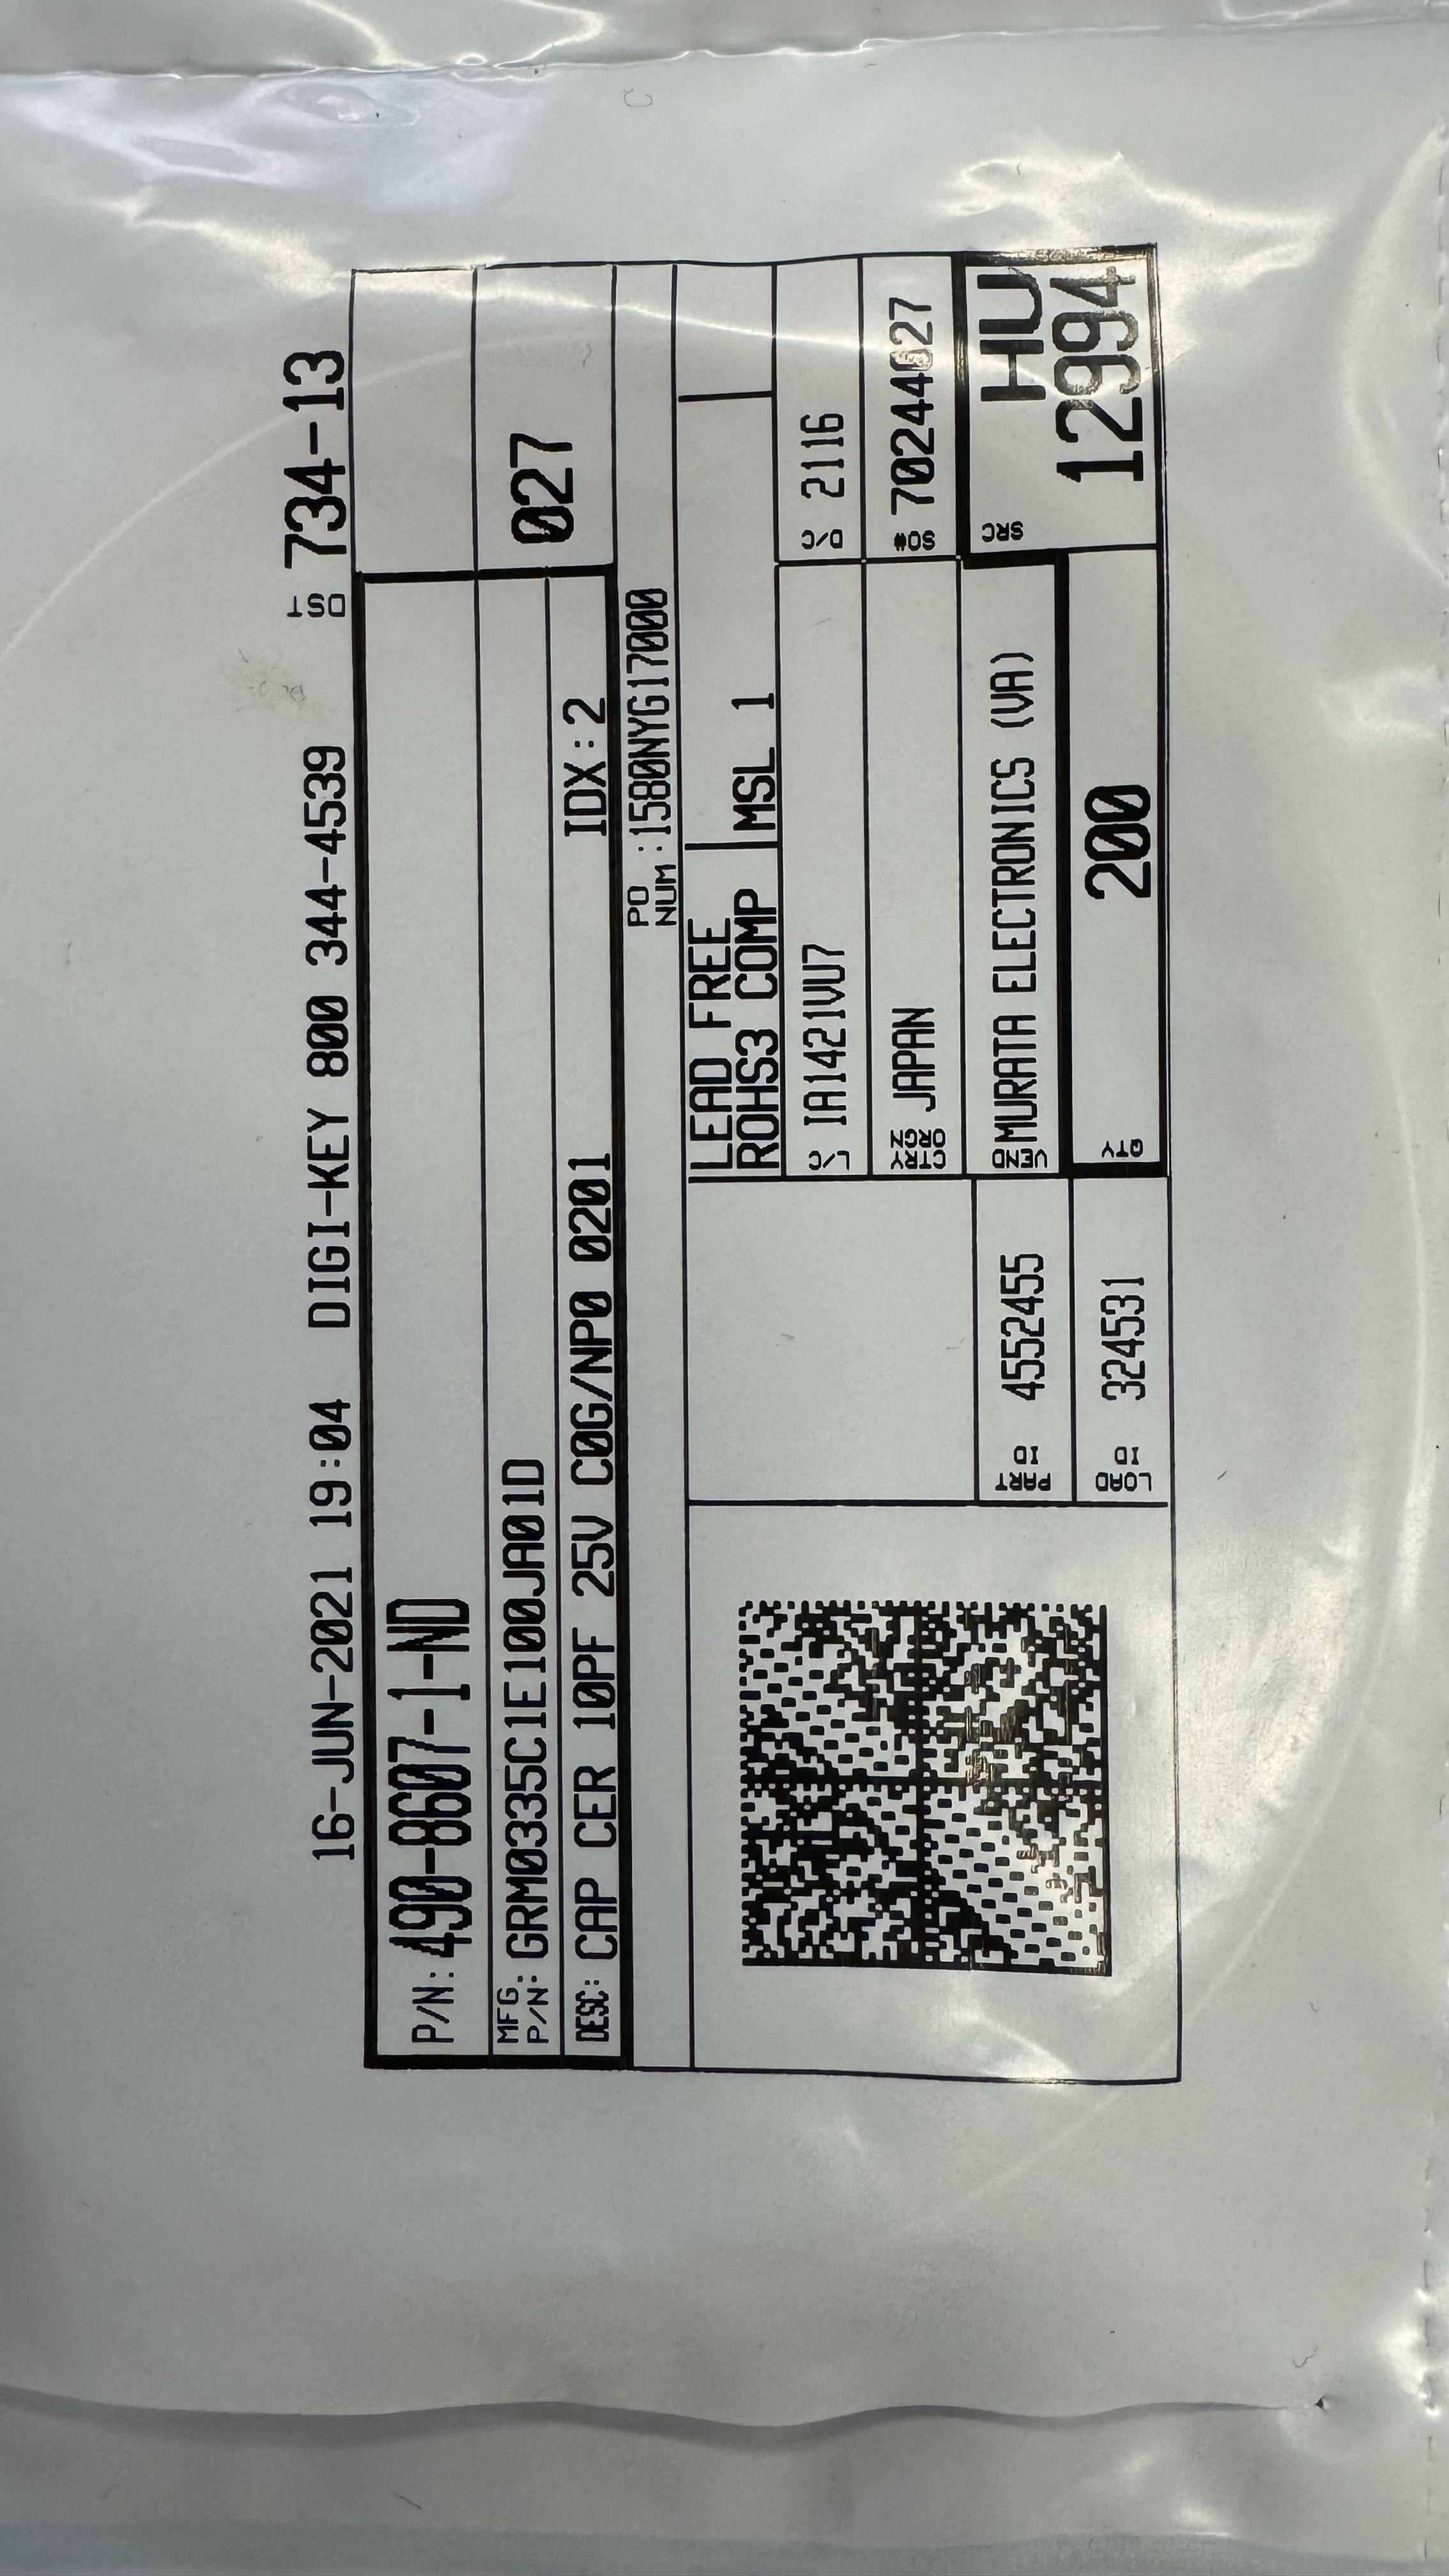 DST 734-13
16-JUN-2021 19:04 DIGI-KEY 800 344-4539
P/N: 490-8607-1-ND
MFG. P/N: GRM0335C1E100JA01D
027
DESC: CAP CER 10PF 25V C0G/NP0 0201 IDX:2
PO NUM :1580NYG17000
LEAD FREE
ROHS3 COMP
MSL 1
L/C IA1421VU7
D/C 2116
CTRY ORGN JAPAN
SO# 70244627
PART ID 4552455
VEND MURATA ELECTRONICS (VA)
SRC HU
12994
LOAD ID 324531
QTY 200